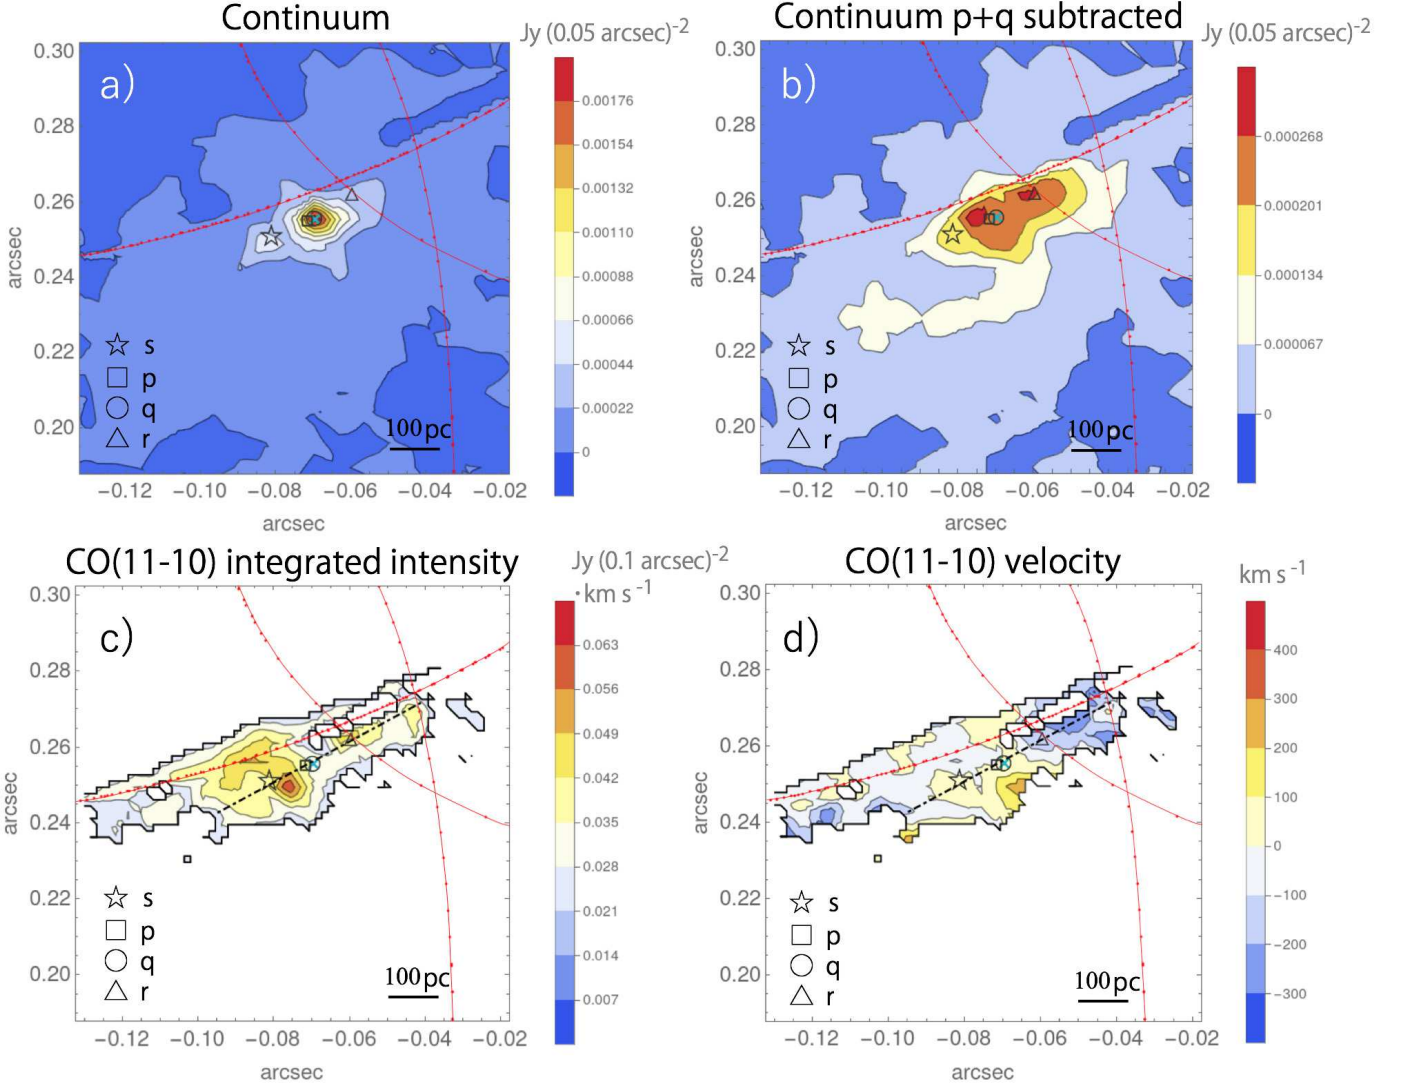 Continuum
Jy (0.05 arcsec)-2
a)
0.30
0.28
0.26
0.24
0.22
0.20
arcsec
s
p
q
r
100pc
−0.12 −0.10 −0.08 −0.06 −0.04 −0.02
arcsec
0.00176
0.00154
0.00132
0.00110
0.00088
0.00066
0.00044
0.00022
0
Continuum p+q subtracted
Jy (0.05 arcsec)-2
b)
0.30
0.28
0.26
0.24
0.22
0.20
arcsec
s
p
q
r
100pc
−0.12 −0.10 −0.08 −0.06 −0.04 −0.02
arcsec
0.000268
0.000201
0.000134
0.000067
0
CO(11-10) integrated intensity
Jy (0.1 arcsec)-2
·km s-1
c)
0.30
0.28
0.26
0.24
0.22
0.20
arcsec
s
p
q
r
100pc
−0.12 −0.10 −0.08 −0.06 −0.04 −0.02
arcsec
0.063
0.056
0.049
0.042
0.035
0.028
0.021
0.014
0.007
CO(11-10) velocity
km s-1
d)
0.30
0.28
0.26
0.24
0.22
0.20
arcsec
s
p
q
r
100pc
−0.12 −0.10 −0.08 −0.06 −0.04 −0.02
arcsec
400
300
200
100
0
−100
−200
−300